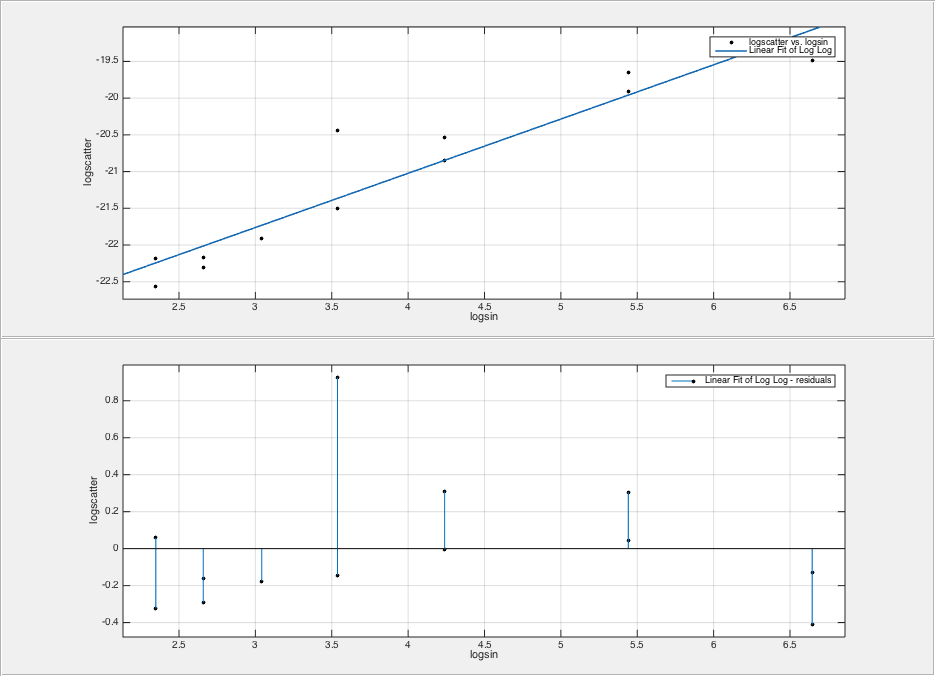 logscatter vs. logsin
Linear Fit of Log Log
-19.5
-20
-20.5
-21
-21.5
-22
-22.5
logscatter
2.5 3 3.5 4 4.5 5 5.5 6 6.5
logsin
Linear Fit of Log Log - residuals
0.8
0.6
0.4
0.2
0
-0.2
-0.4
logscatter
2.5 3 3.5 4 4.5 5 5.5 6 6.5
logsin